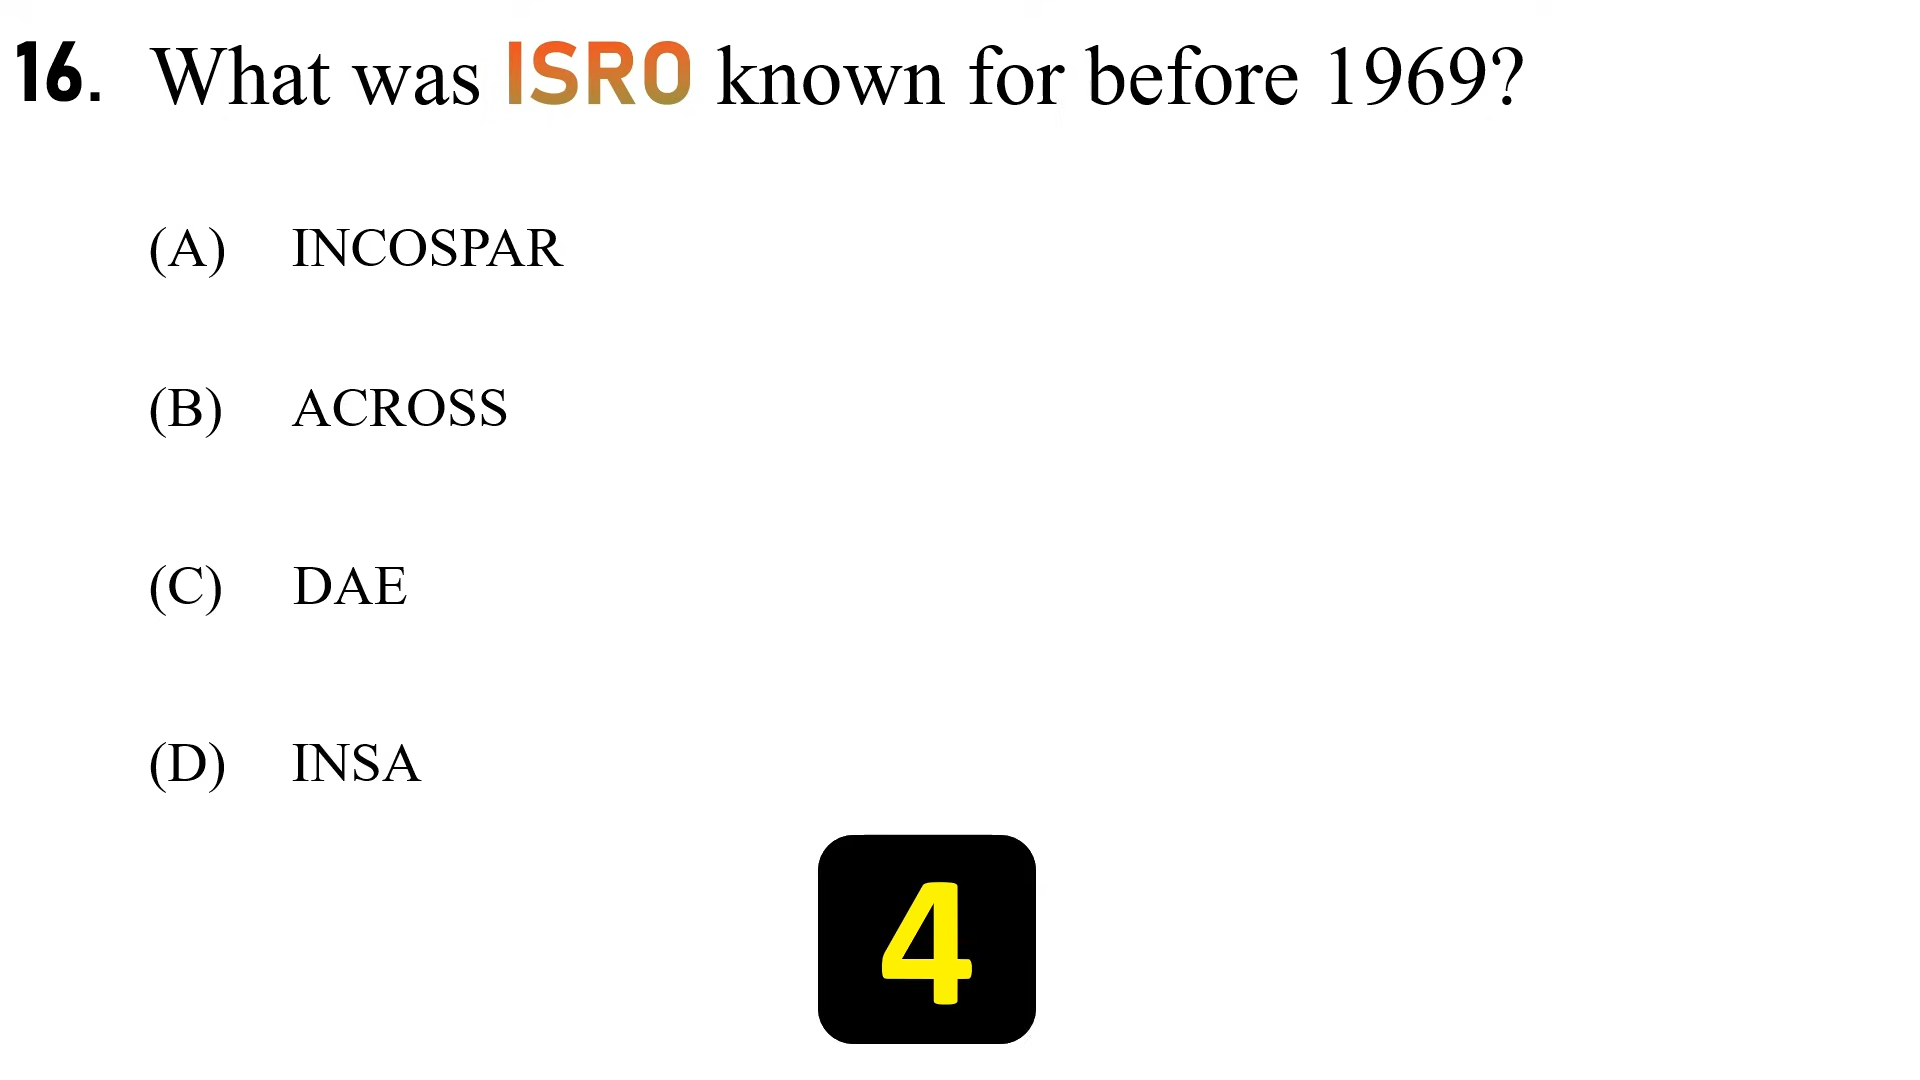 16. What was ISRO known for before 1969?
(A) INCOSPAR
(B) ACROSS
(C) DAE
(D) INSA
4